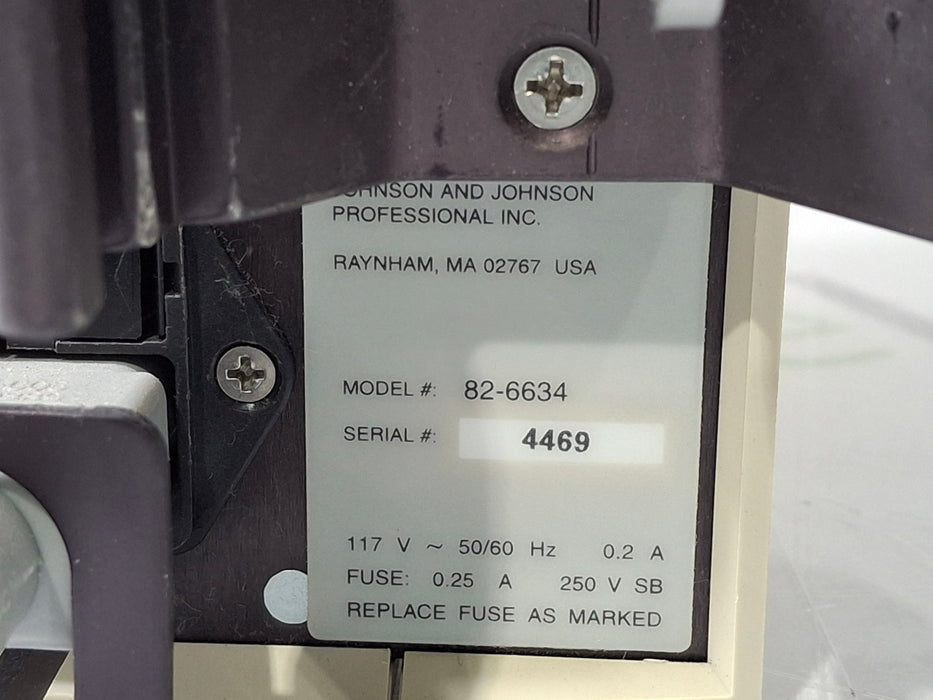 JOHNSON AND JOHNSON
PROFESSIONAL INC.
RAYNHAM, MA 02767 USA
MODEL #: 82-6634
SERIAL #: 4469
117 V ~ 50/60 Hz 0.2 A
FUSE: 0.25 A 250 V SB
REPLACE FUSE AS MARKED